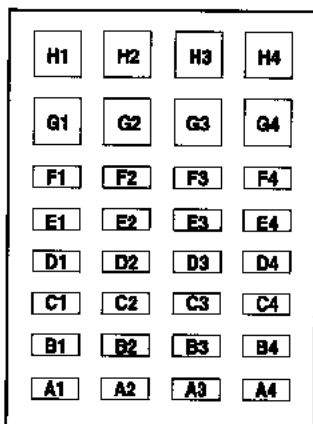 H1 H2 H3 H4
G1 G2 G3 G4
F1 F2 F3 F4
E1 E2 E3 E4
D1 D2 D3 D4
C1 C2 C3 C4
B1 B2 B3 B4
A1 A2 A3 A4